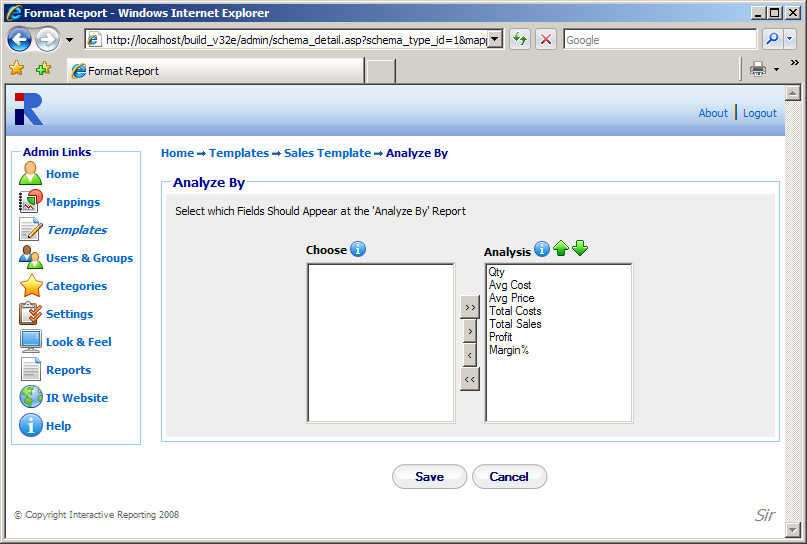 Format Report - Windows Internet Explorer
http://localhost/build_v32e/admin/schema_detail.asp?schema_type_id=1&map
Google
Format Report
iR
About | Logout
Admin Links
Home
Mappings
Templates
Users & Groups
Categories
Settings
Look & Feel
Reports
IR Website
Help
Home → Templates → Sales Template → Analyze By
Analyze By
Select which Fields Should Appear at the 'Analyze By' Report
Choose
Analysis
Qty
Avg Cost
Avg Price
Total Costs
Total Sales
Profit
Margin%
>>
>
<
<<
Save
Cancel
© Copyright Interactive Reporting 2008
Sir